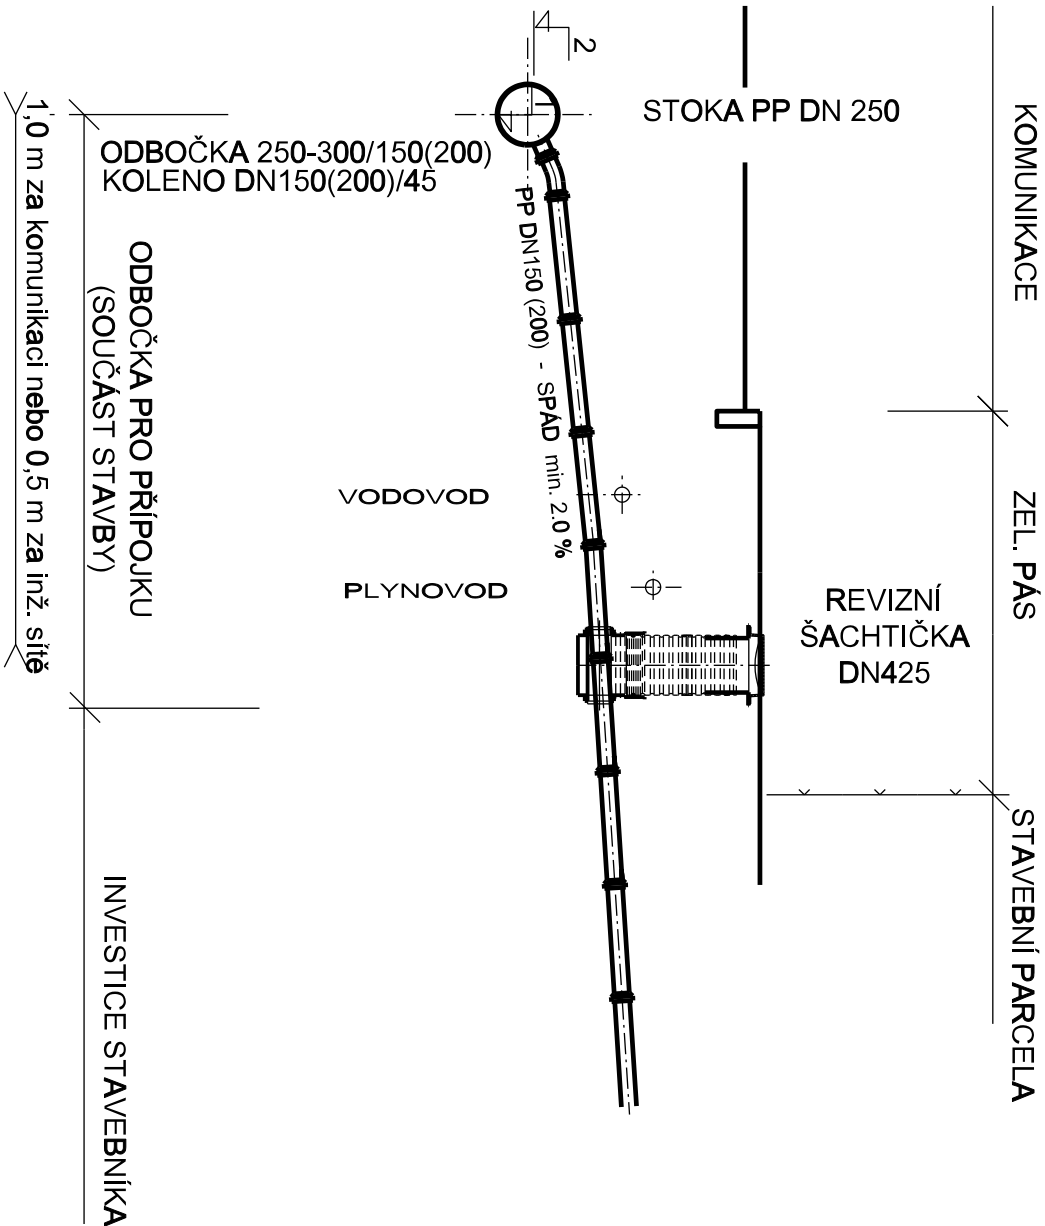 KOMUNIKACE
ZEL. PÁS
STAVEBNÍ PARCELA
2
STOKA PP DN 250
ODBOČKA 250-300/150(200)
KOLENO DN150(200)/45
PP DN150 (200) - SPÁD min. 2.0 %
VODOVOD
PLYNOVOD
REVIZNÍ
ŠACHTIČKA
DN425
ODBOČKA PRO PŘÍPOJKU
(SOUČÁST STAVBY)
INVESTICE STAVEBNÍKA
1,0 m za komunikaci nebo 0,5 m za inž. sítě